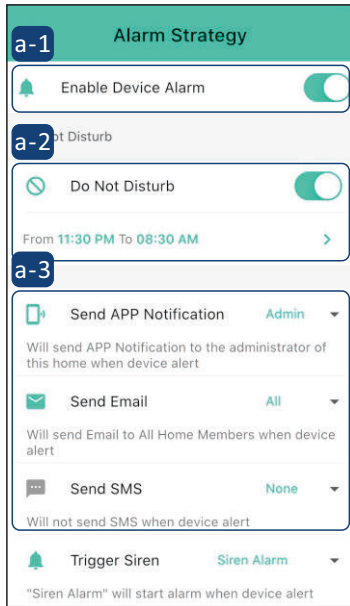 Alarm Strategy
a-1
Enable Device Alarm
a-2
ot Disturb
Do Not Disturb
From 11:30 PM To 08:30 AM
a-3
Send APP Notification Admin
Will send APP Notification to the administrator of
this home when device alert
Send Email All
Will send Email to All Home Members when device
alert
Send SMS None
Will not send SMS when device alert
Trigger Siren Siren Alarm
"Siren Alarm" will start alarm when device alert